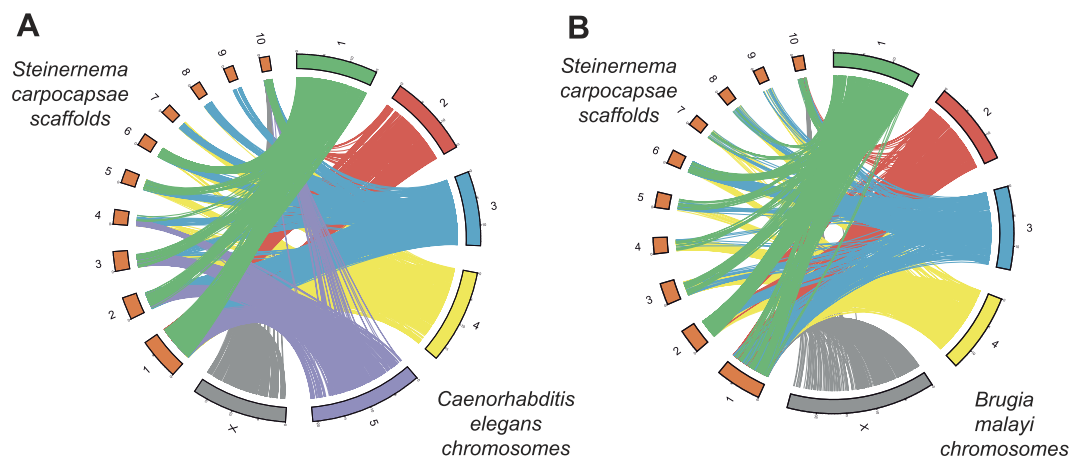 A
Steinernema
carpocapsae
scaffolds
10
9
8
7
6
5
4
3
2
1
1
2
3
4
5
X
Caenorhabditis
elegans
chromosomes
B
Steinernema
carpocapsae
scaffolds
10
9
8
7
6
5
4
3
2
1
1
2
3
4
X
Brugia
malayi
chromosomes